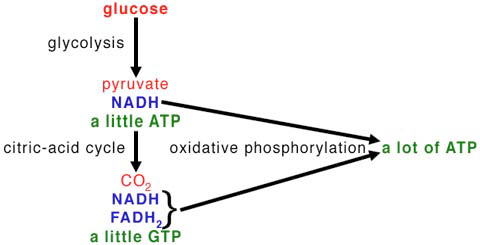 glucose
glycolysis
pyruvate
NADH
a little ATP
citric-acid cycle
oxidative phosphorylation
a lot of ATP
CO₂
NADH
FADH₂
a little GTP